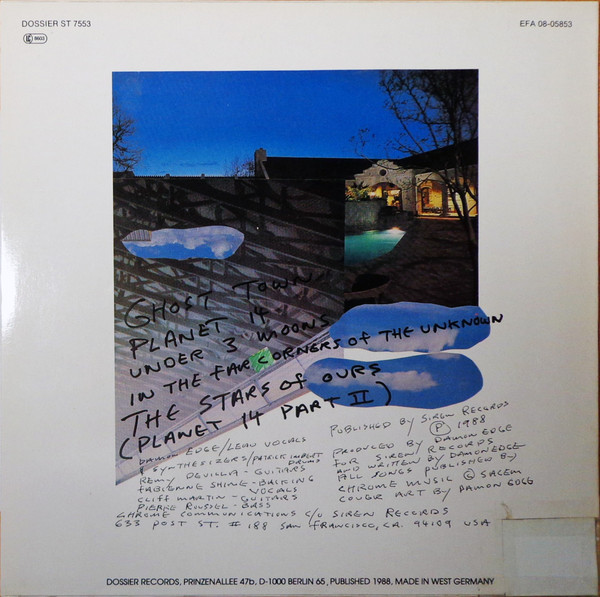 DOSSIER ST 7553
EFA 08-05853
GHOST TOWN
PLANET 14
UNDER 3 MOONS
IN THE FAR CORNERS OF THE UNKNOWN
THE STARS OF OURS
(PLANET 14 PART II)
DAMON EDGE/LEAD VOCALS
SYNTHESIZERS/PATRICK IMBERT
DRUMS
REMY DEVILLA - GUITARS
FABIENNE SHINE - BACKING
VOCALS
CLIFF MARTIN - GUITARS
PIERRE ROUSSEL - BASS
PUBLISHED BY SIREN RECORDS
Ⓟ 1988
PRODUCED BY DAMON EDGE
FOR SIREN RECORDS
AND WRITTEN BY DAMON EDGE
ALL SONGS PUBLISHED BY
CHROME MUSIC © SACEM
COVER ART BY DAMON EDGE
CHROME COMMUNICATIONS C/O SIREN RECORDS
633 POST ST. # 188 SAN FRANCISCO, CA. 94109 USA
DOSSIER RECORDS, PRINZENALLEE 47b, D-1000 BERLIN 65, PUBLISHED 1988, MADE IN WEST GERMANY